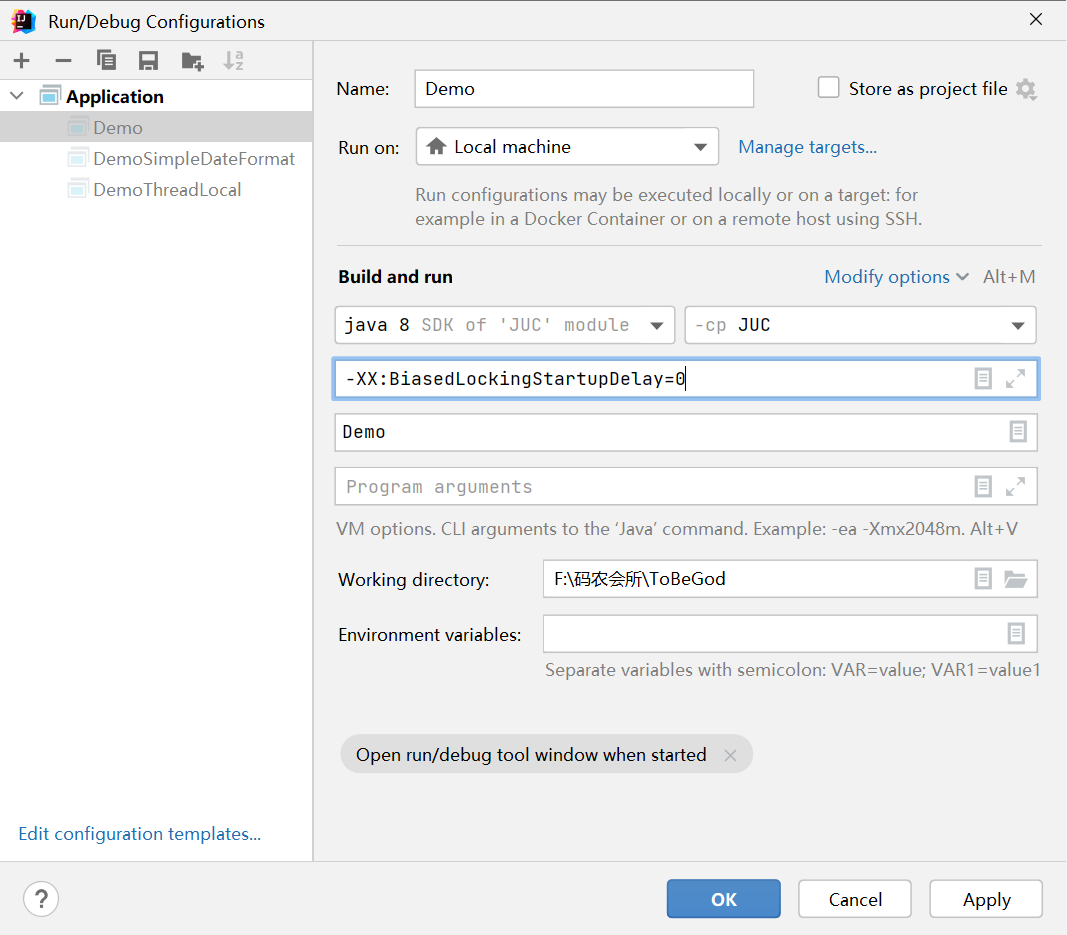 Run/Debug Configurations
Application
Demo
DemoSimpleDateFormat
DemoThreadLocal
Edit configuration templates...
Name: Demo Store as project file
Run on: Local machine Manage targets...
Run configurations may be executed locally or on a target: for
example in a Docker Container or on a remote host using SSH.
Build and run Modify options Alt+M
java 8 SDK of 'JUC' module -cp JUC
-XX:BiasedLockingStartupDelay=0
Demo
Program arguments
VM options. CLI arguments to the ‘Java’ command. Example: -ea -Xmx2048m. Alt+V
Working directory: F:\码农会所\ToBeGod
Environment variables:
Separate variables with semicolon: VAR=value; VAR1=value1
Open run/debug tool window when started
? OK Cancel Apply